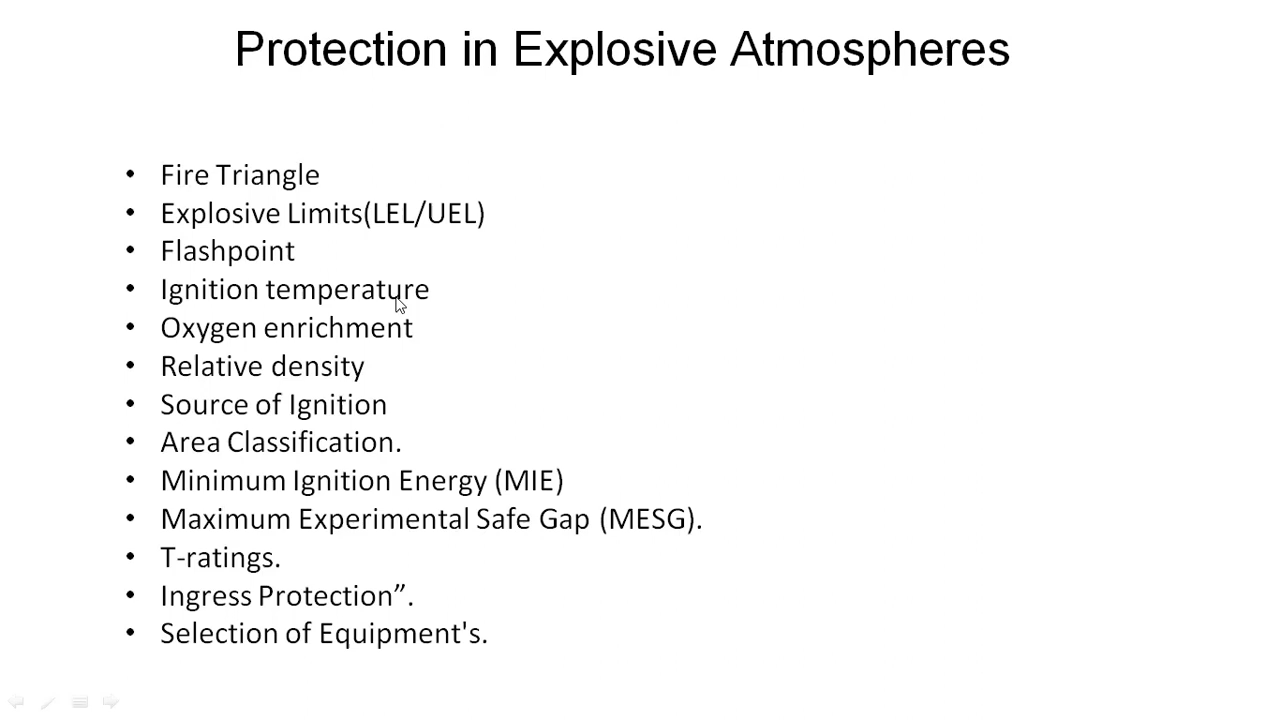 Protection in Explosive Atmospheres
• Fire Triangle
• Explosive Limits(LEL/UEL)
• Flashpoint
• Ignition temperature
• Oxygen enrichment
• Relative density
• Source of Ignition
• Area Classification.
• Minimum Ignition Energy (MIE)
• Maximum Experimental Safe Gap (MESG).
• T-ratings.
• Ingress Protection”.
• Selection of Equipment's.